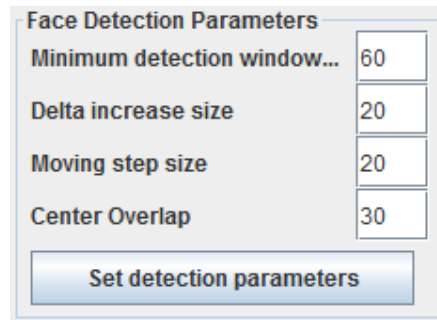 Face Detection Parameters
Minimum detection window... 60
Delta increase size 20
Moving step size 20
Center Overlap 30
Set detection parameters